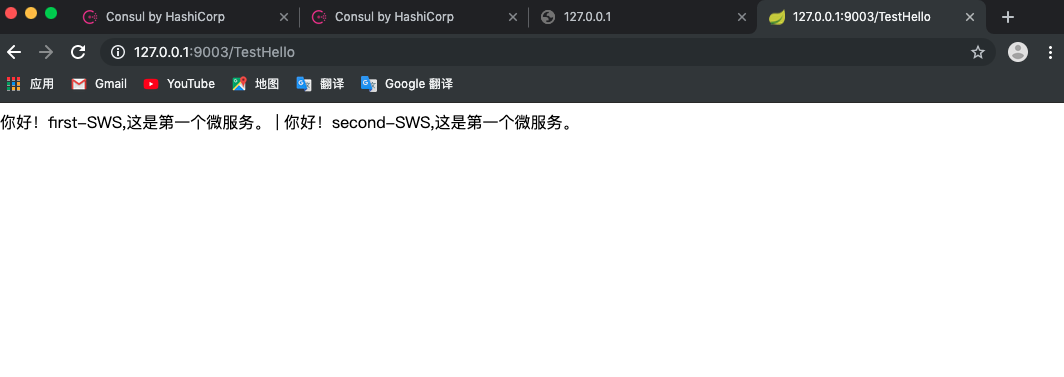 Consul by HashiCorp Consul by HashiCorp 127.0.0.1 127.0.0.1:9003/TestHello
127.0.0.1:9003/TestHello
应用 Gmail YouTube 地图 翻译 Google 翻译
你好！first-SWS,这是第一个微服务。 | 你好！second-SWS,这是第一个微服务。